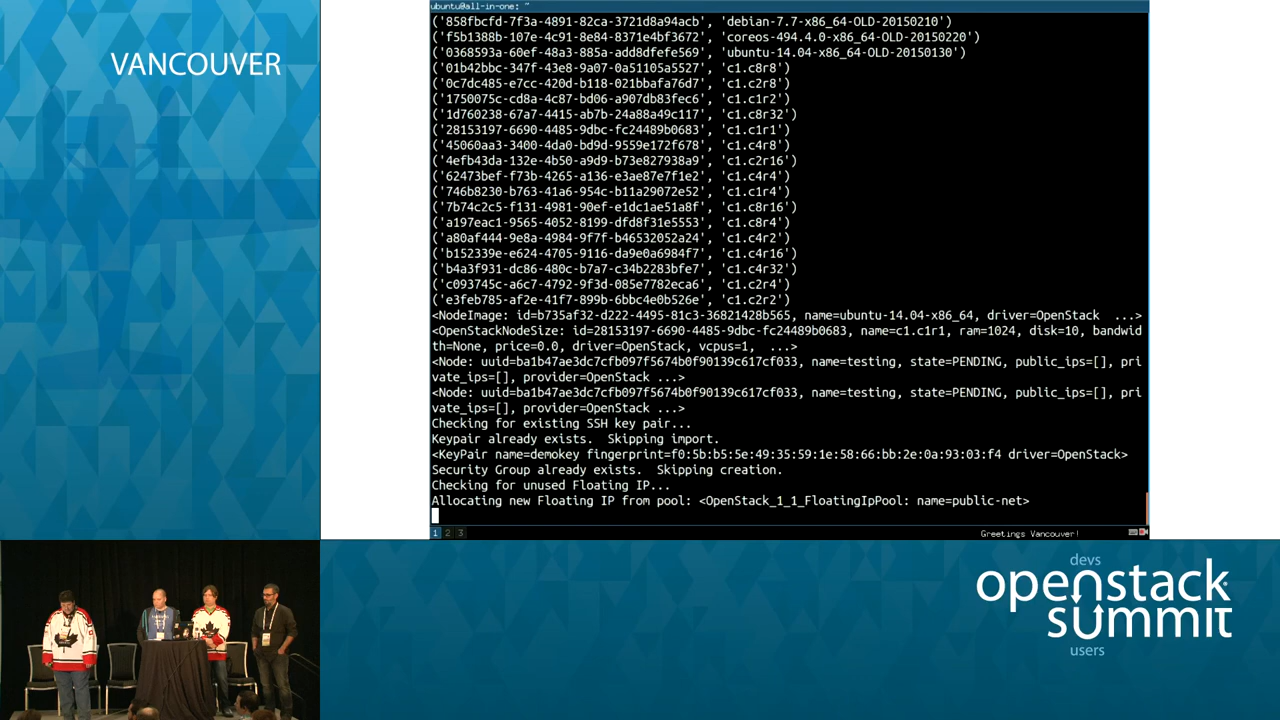 VANCOUVER
ubuntu@all-in-one: ~
('858fbcfd-7f3a-4891-82ca-3721d8a94acb', 'debian-7.7-x86_64-OLD-20150210')
('f5b1388b-107e-4c91-8e84-8371e4bf3672', 'coreos-494.4.0-x86_64-OLD-20150220')
('0368593a-60ef-48a3-885a-add8dfefe569', 'ubuntu-14.04-x86_64-OLD-20150130')
('01b42bbc-347f-43e8-9a07-0a51105a5527', 'c1.c8r8')
('0c7dc485-e7cc-420d-b118-021bbafa76d7', 'c1.c2r8')
('1750075c-cd8a-4c87-bd06-a907db83fec6', 'c1.c1r2')
('1d760238-67a7-4415-ab7b-24a88a49c117', 'c1.c8r32')
('28153197-6690-4485-9dbc-fc24489b0683', 'c1.c1r1')
('45060aa3-3400-4da0-bd9d-9559e172f678', 'c1.c4r8')
('4efb43da-132e-4b50-a9d9-b73e827938a9', 'c1.c2r16')
('62473bef-f73b-4265-a136-e3ae87e7f1e2', 'c1.c4r4')
('746b8230-b763-41a6-954c-b11a29072e52', 'c1.c1r4')
('7b74c2c5-f131-4981-90ef-e1dc1ae51a8f', 'c1.c8r16')
('a197eac1-9565-4052-8199-dfd8f31e5553', 'c1.c8r4')
('a80af444-9e8a-4984-9f7f-b46532052a24', 'c1.c4r2')
('b152339e-e624-4705-9116-da9e0a6984f7', 'c1.c4r16')
('b4a3f931-dc86-480c-b7a7-c34b2283bfe7', 'c1.c4r32')
('c093745c-a6c7-4792-9f3d-085e7782eca6', 'c1.c2r4')
('e3feb785-af2e-41f7-899b-6bbc4e0b526e', 'c1.c2r2')
<NodeImage: id=b735af32-d222-4495-81c3-36821428b565, name=ubuntu-14.04-x86_64, driver=OpenStack  ...>
<OpenStackNodeSize: id=28153197-6690-4485-9dbc-fc24489b0683, name=c1.c1r1, ram=1024, disk=10, bandwid
th=None, price=0.0, driver=OpenStack, vcpus=1,  ...>
<Node: uuid=ba1b47ae3dc7cfb097f5674b0f90139c617cf033, name=testing, state=PENDING, public_ips=[], pri
vate_ips=[], provider=OpenStack ...>
<Node: uuid=ba1b47ae3dc7cfb097f5674b0f90139c617cf033, name=testing, state=PENDING, public_ips=[], pri
vate_ips=[], provider=OpenStack ...>
Checking for existing SSH key pair...
Keypair already exists.  Skipping import.
<KeyPair name=demokey fingerprint=f0:5b:b5:5e:49:35:59:1e:58:66:bb:2e:0a:93:03:f4 driver=OpenStack>
Security Group already exists.  Skipping creation.
Checking for unused Floating IP...
Allocating new Floating IP from pool: <OpenStack_1_1_FloatingIpPool: name=public-net>
1 2 3
Greetings Vancouver!
devs
openstack
summit
users